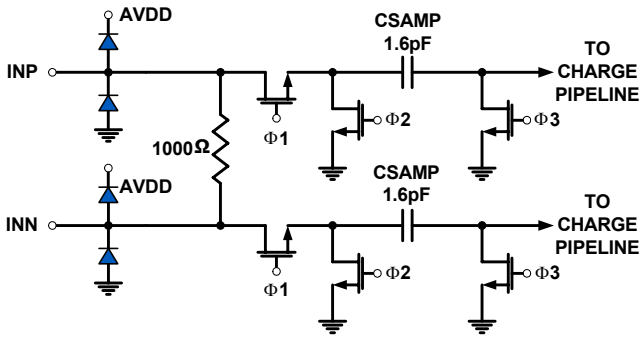 AVDD
CSAMP
1.6pF
TO
CHARGE
PIPELINE
INP
Φ1
Φ2
Φ3
1000Ω
CSAMP
1.6pF
AVDD
TO
CHARGE
PIPELINE
INN
Φ1
Φ2
Φ3